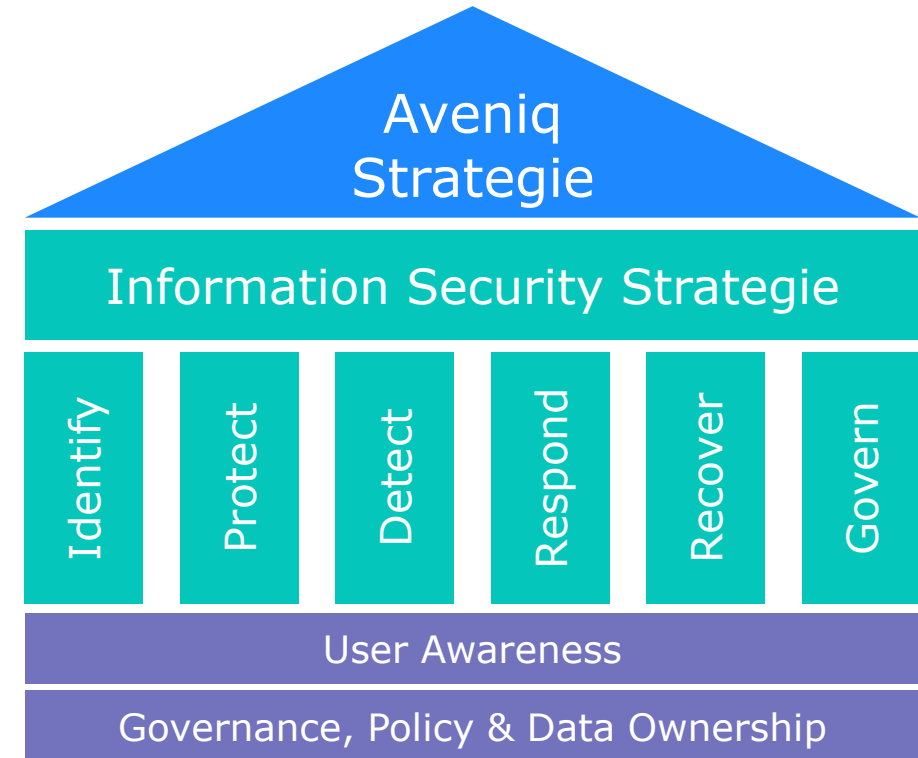 Aveniq
Strategie
Information Security Strategie
Identify
Protect
Detect
Respond
Recover
Govern
User Awareness
Governance, Policy & Data Ownership